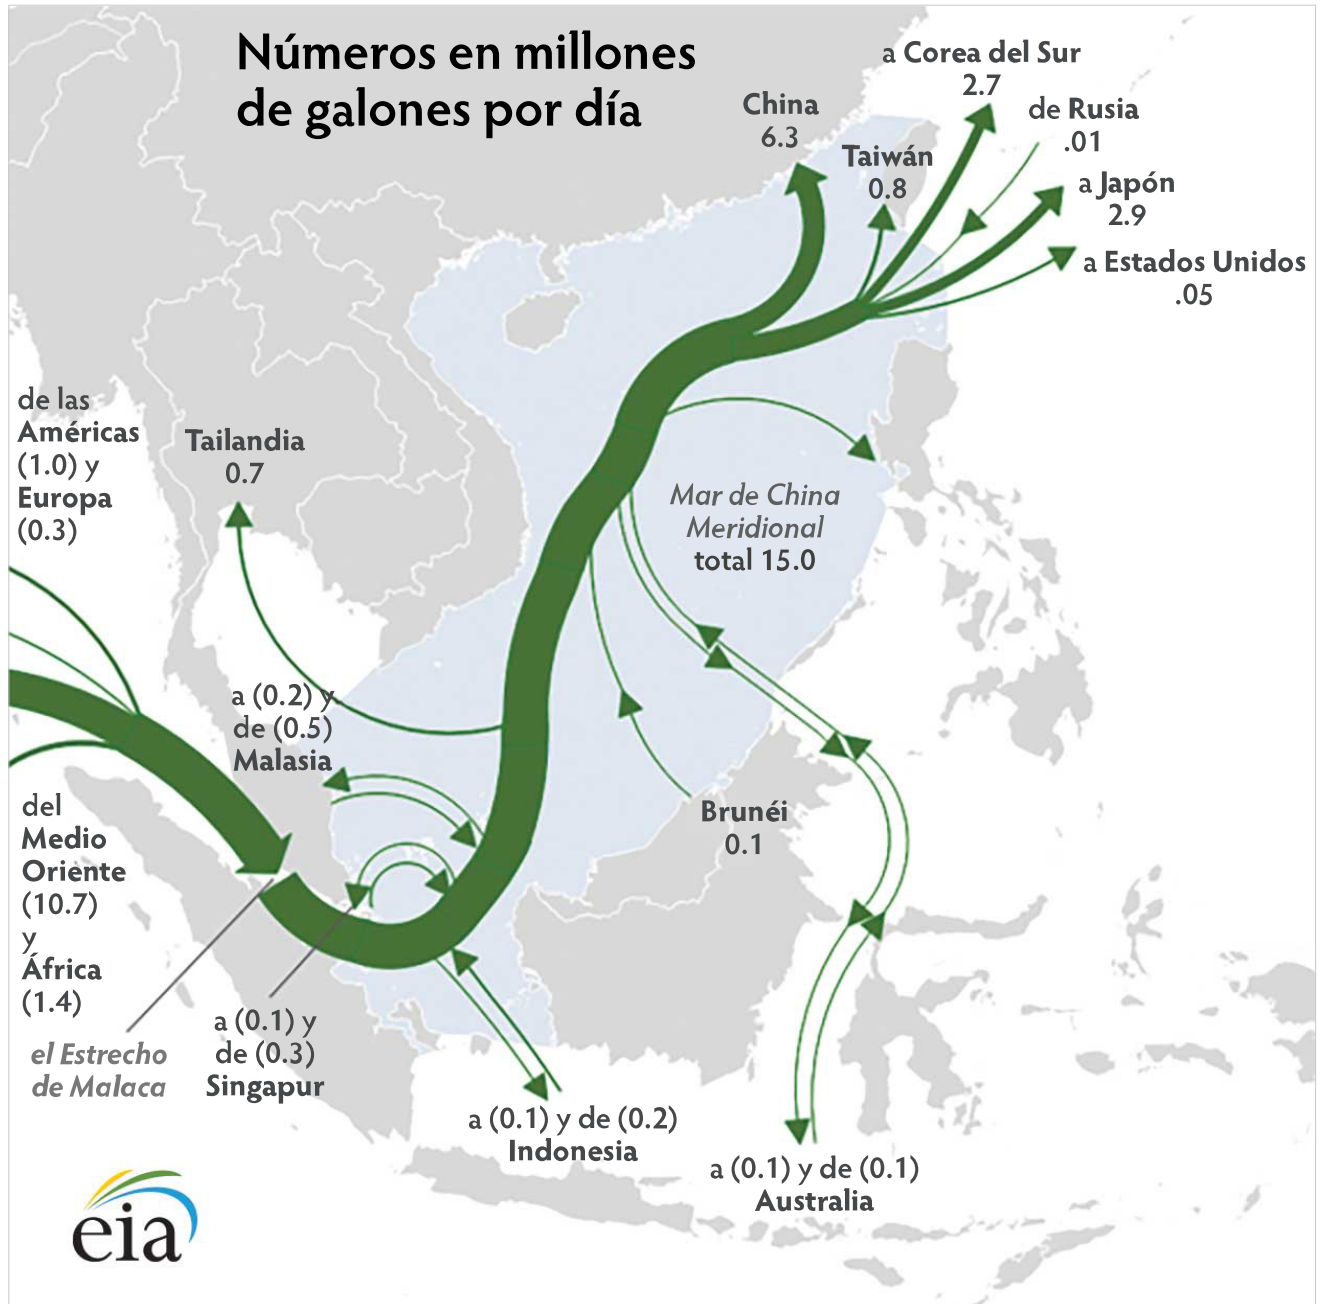 Números en millones
de galones por día
a Corea del Sur
2.7
China
6.3
de Rusia
.01
Taiwán
0.8
a Japón
2.9
a Estados Unidos
.05
de las
Américas
(1.0) y
Europa
(0.3)
Tailandia
0.7
Mar de China
Meridional
total 15.0
a (0.2) y
de (0.5)
Malasia
del
Medio
Oriente
(10.7)
y
África
(1.4)
Brunéi
0.1
el Estrecho
de Malaca
a (0.1) y
de (0.3)
Singapur
a (0.1) y de (0.2)
Indonesia
a (0.1) y de (0.1)
Australia
eia